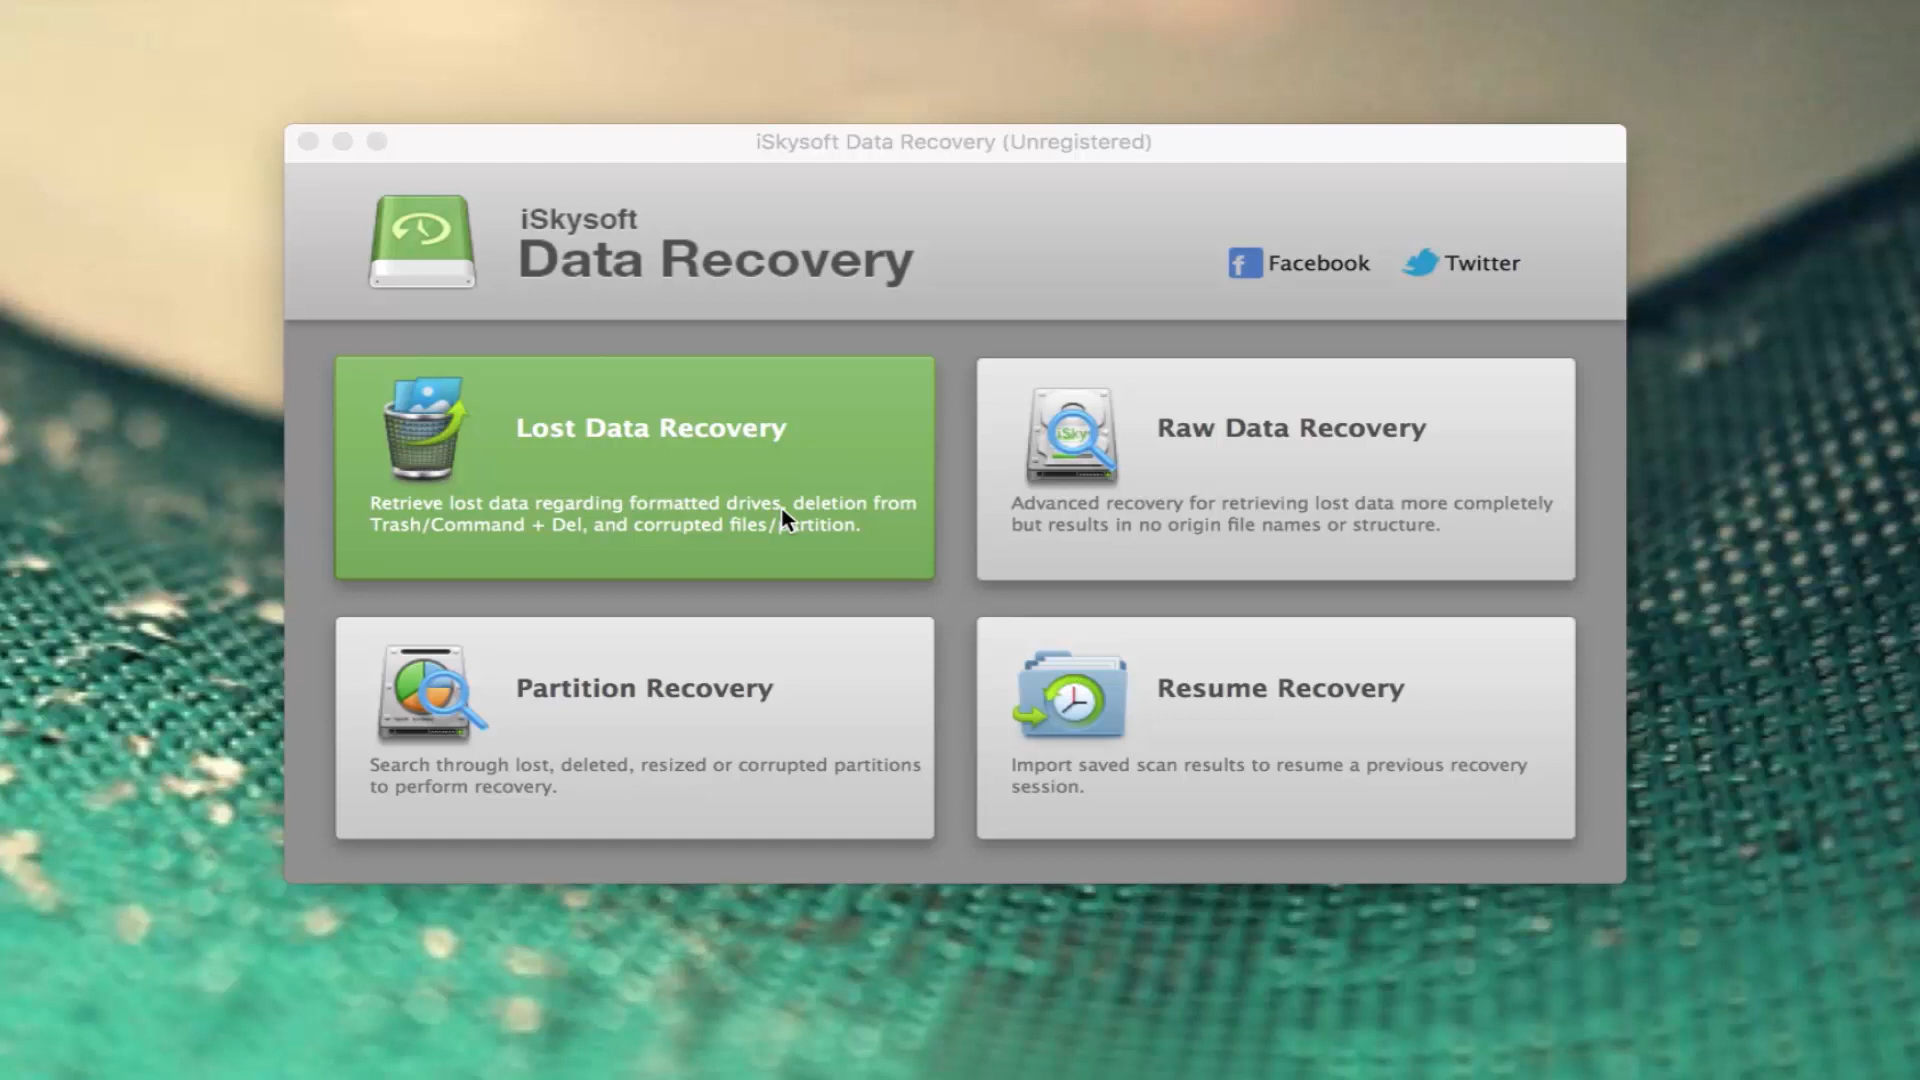 iSkysoft Data Recovery (Unregistered)
iSkysoft
Data Recovery
Facebook
Twitter
Lost Data Recovery
Retrieve lost data regarding formatted drives, deletion from
Trash/Command + Del, and corrupted files/partition.
Raw Data Recovery
iSky
Advanced recovery for retrieving lost data more completely
but results in no origin file names or structure.
Partition Recovery
Search through lost, deleted, resized or corrupted partitions
to perform recovery.
Resume Recovery
Import saved scan results to resume a previous recovery
session.